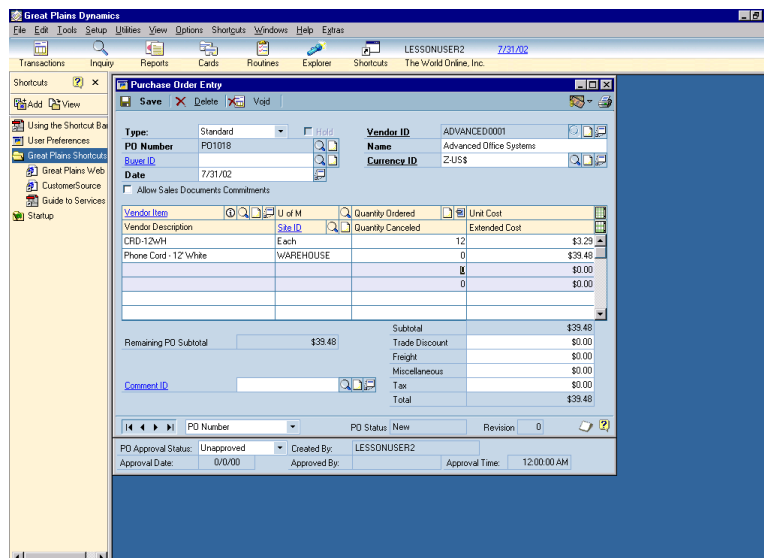 Great Plains Dynamics
File Edit Tools Setup Utilities View Options Shortcuts Windows Help Extras
LESSONUSER2 7/31/02
Transactions Inquiry Reports Cards Routines Explorer Shortcuts The World Online, Inc.
Shortcuts
Add View
Using the Shortcut Bar
User Preferences
Great Plains Shortcuts
Great Plains Web
CustomerSource
Guide to Services
Startup
Purchase Order Entry
Save Delete Void
Type: Standard Hold Vendor ID ADVANCED0001
PO Number PO1018 Name Advanced Office Systems
Buyer ID Currency ID Z-US$
Date 7/31/02
Allow Sales Documents Commitments
Vendor Item U of M Quantity Ordered Unit Cost
Vendor Description Site ID Quantity Canceled Extended Cost
CRD-12WH Each 12 $3.29
Phone Cord - 12' White WAREHOUSE 0 $39.48
0 $0.00
0 $0.00
Subtotal $39.48
Remaining PO Subtotal $39.48 Trade Discount $0.00
Freight $0.00
Miscellaneous $0.00
Comment ID Tax $0.00
Total $39.48
PO Number PO Status New Revision 0
PO Approval Status: Unapproved Created By: LESSONUSER2
Approval Date: 0/0/00 Approved By: Approval Time: 12:00:00 AM